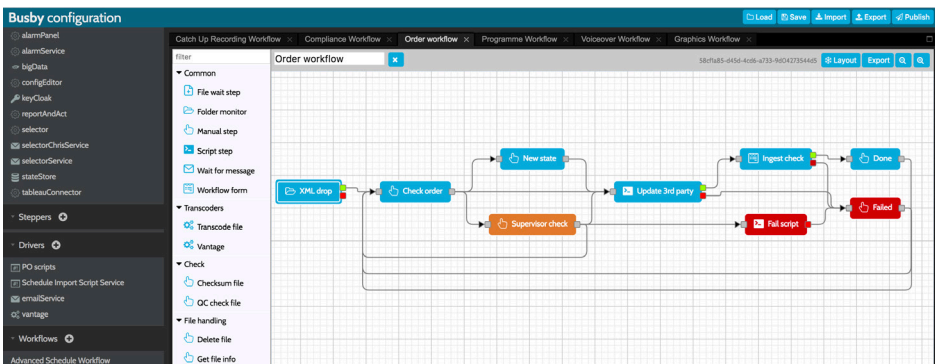 Busby configuration
Load Save Import Export Publish
alarmPanel
alarmService
bigData
configEditor
keyCloak
reportAndAct
selector
selectorChrisService
selectorService
stateStore
tableauConnector
Steppers
Drivers
PO scripts
Schedule Import Script Service
emailService
vantage
Workflows
Advanced Schedule Workflow
Catch Up Recording Workflow × Compliance Workflow × Order workflow × Programme Workflow × Voiceover Workflow × Graphics Workflow ×
filter
Common
File wait step
Folder monitor
Manual step
Script step
Wait for message
Workflow form
Transcoders
Transcode file
Vantage
Check
Checksum file
QC check file
File handling
Delete file
Get file info
Order workflow ×
58cf1a85-d45d-4cd6-a733-9d04273544d5 Layout Export
XML drop
Check order
New state
Supervisor check
Update 3rd party
Ingest check
Fail script
Done
Failed